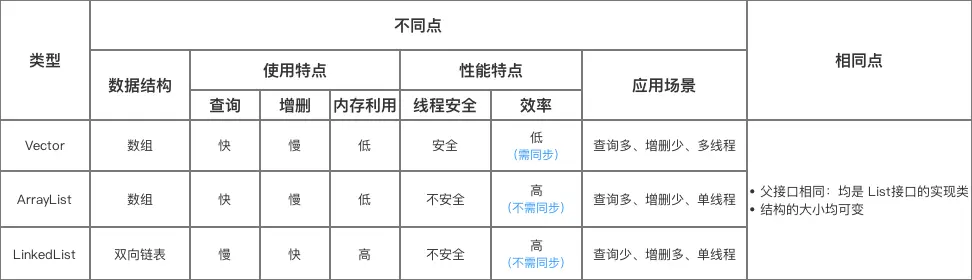 类型
不同点
相同点
数据结构
使用特点
性能特点
应用场景
查询
增删
内存利用
线程安全
效率
Vector
数组
快
慢
低
安全
低
（需同步）
查询多、增删少、多线程
ArrayList
数组
快
慢
低
不安全
高
（不需同步）
查询多、增删少、单线程
LinkedList
双向链表
慢
快
高
不安全
高
（不需同步）
查询少、增删多、单线程
• 父接口相同：均是 List接口的实现类
• 结构的大小均可变